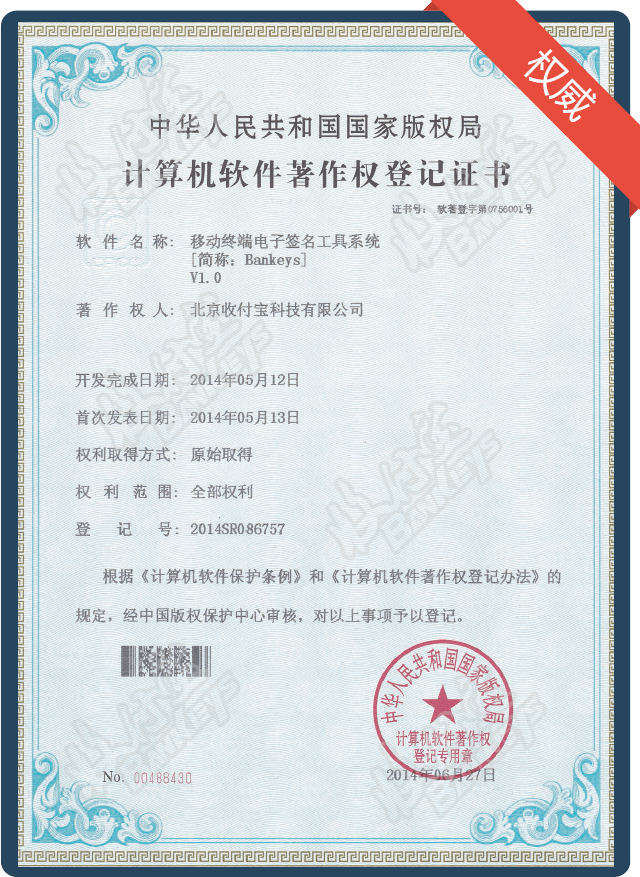 权威
中华人民共和国国家版权局
计算机软件著作权登记证书
证书号： 软著登字第0756001号
软件名称： 移动终端电子签名工具系统
[简称：Bankeys]
V1.0
著作权人： 北京收付宝科技有限公司
开发完成日期： 2014年05月12日
首次发表日期： 2014年05月13日
权利取得方式： 原始取得
权利范围： 全部权利
登记号： 2014SR086757
根据《计算机软件保护条例》和《计算机软件著作权登记办法》的
规定，经中国版权保护中心审核，对以上事项予以登记。
中华人民共和国国家版权局
计算机软件著作权
登记专用章
No. 00488430
2014年06月27日
BANKEYS
BANKEYS
BANKEYS
BANKEYS